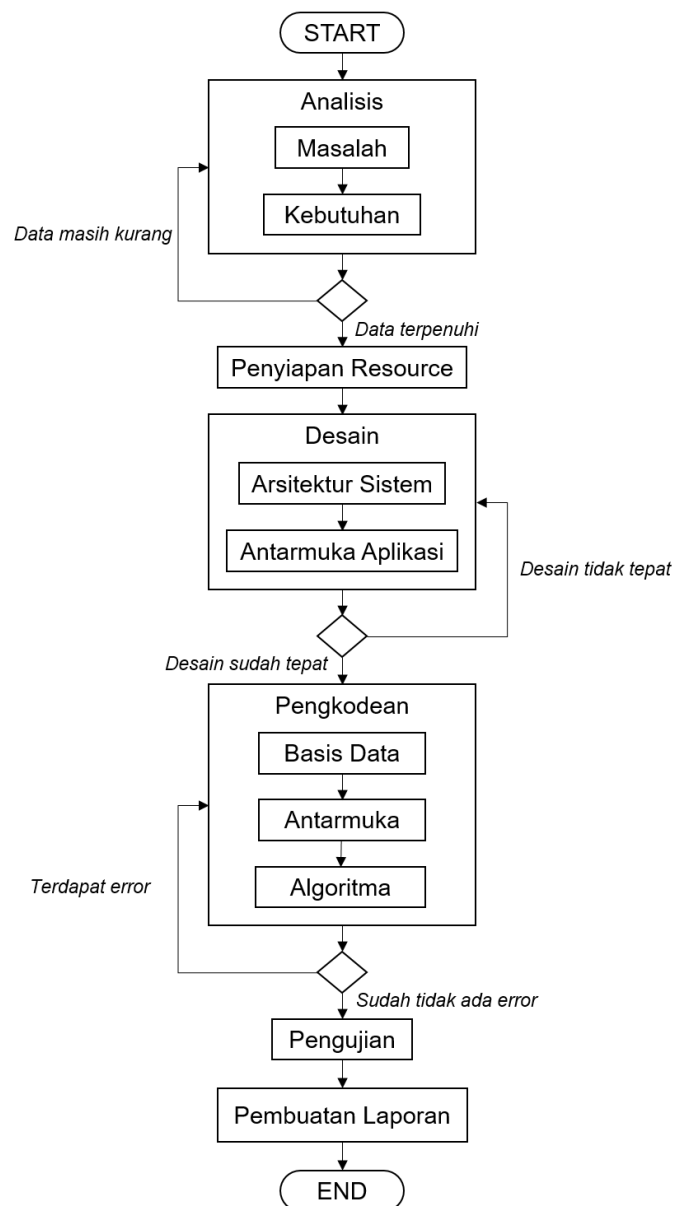 START
Analisis
Masalah
Kebutuhan
Data masih kurang
Data terpenuhi
Penyiapan Resource
Desain
Arsitektur Sistem
Antarmuka Aplikasi
Desain tidak tepat
Desain sudah tepat
Pengkodean
Basis Data
Antarmuka
Algoritma
Terdapat error
Sudah tidak ada error
Pengujian
Pembuatan Laporan
END